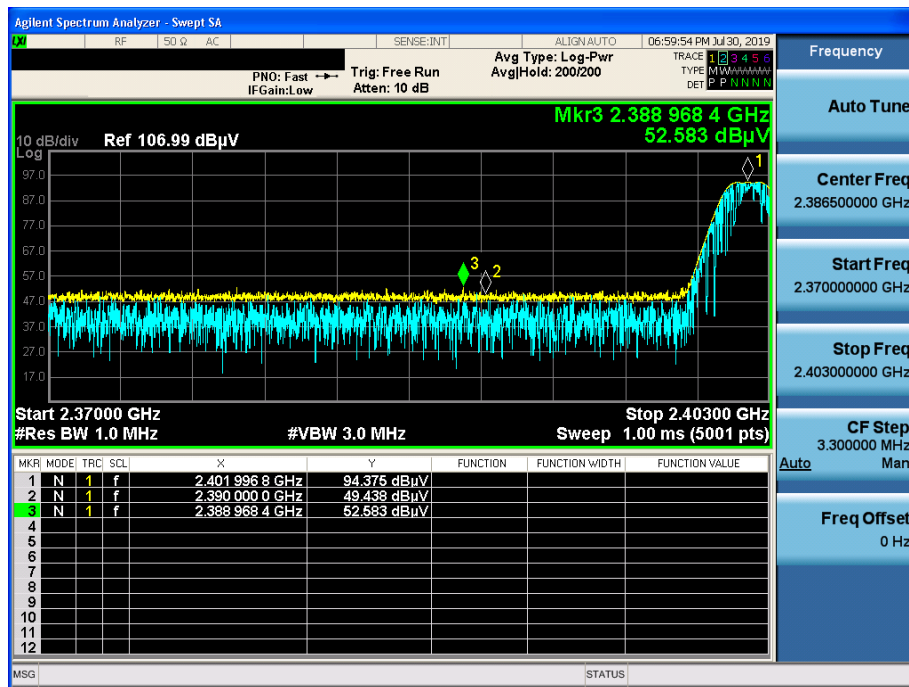 Agilent Spectrum Analyzer - Swept SA
LXI RF 50 Ω AC SENSE:INT ALIGN AUTO 06:59:54 PM Jul 30, 2019
PNO: Fast Trig: Free Run Avg Type: Log-Pwr TRACE 1 2 3 4 5 6
IFGain:Low Atten: 10 dB Avg|Hold: 200/200 TYPE M W
DET P P N N N N
Mkr3 2.388 968 4 GHz
52.583 dBµV
10 dB/div Ref 106.99 dBµV
Log
97.0
87.0
77.0
67.0
57.0
47.0
37.0
27.0
17.0
1
3
2
Start 2.37000 GHz Stop 2.40300 GHz
#Res BW 1.0 MHz #VBW 3.0 MHz Sweep 1.00 ms (5001 pts)
MKR MODE TRC SCL X Y FUNCTION FUNCTION WIDTH FUNCTION VALUE
1 N 1 f 2.401 996 8 GHz 94.375 dBµV
2 N 1 f 2.390 000 0 GHz 49.438 dBµV
3 N 1 f 2.388 968 4 GHz 52.583 dBµV
4
5
6
7
8
9
10
11
12
MSG STATUS
Frequency
Auto Tune
Center Freq
2.386500000 GHz
Start Freq
2.370000000 GHz
Stop Freq
2.403000000 GHz
CF Step
3.300000 MHz
Auto Man
Freq Offset
0 Hz